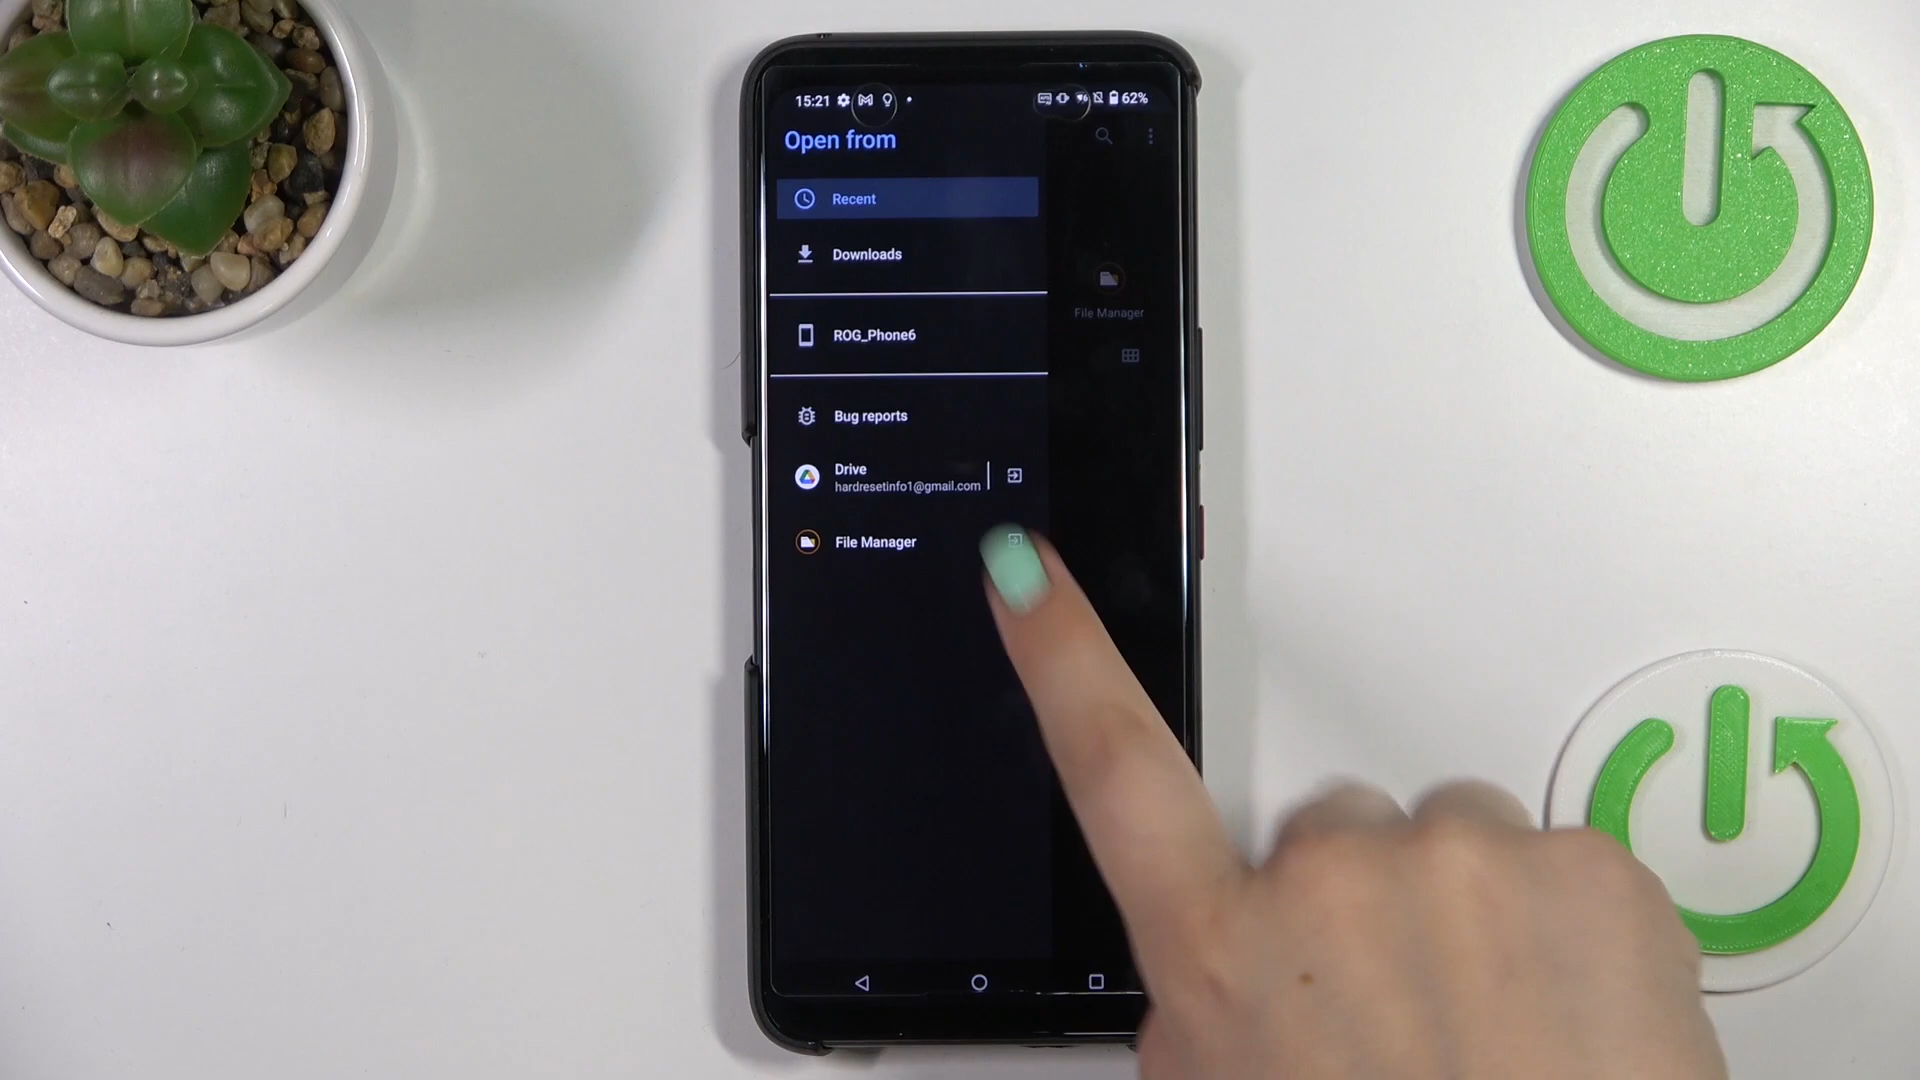 15:21 62%
Open from
Recent
Downloads
File Manager
ROG_Phone6
Bug reports
Drive
hardresetinfo1@gmail.com
File Manager